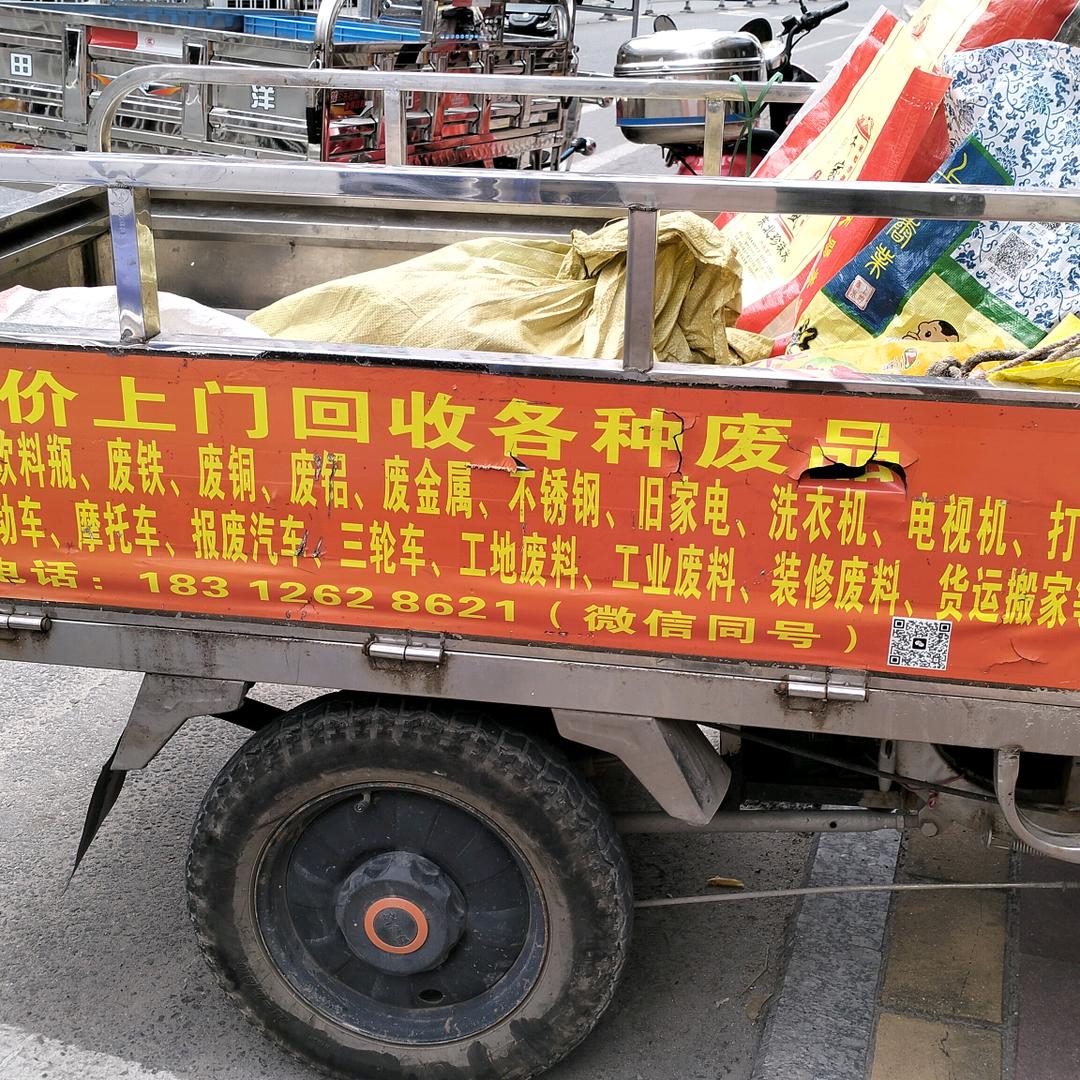 田
洋
价上门回收各种废品
饮料瓶、废铁、废铜、废铝、废金属、不锈钢、旧家电、洗衣机、电视机、打
动车、摩托车、报废汽车、三轮车、工地废料、工业废料、装修废料、货运搬家等
电话：183 1262 8621（微信同号）